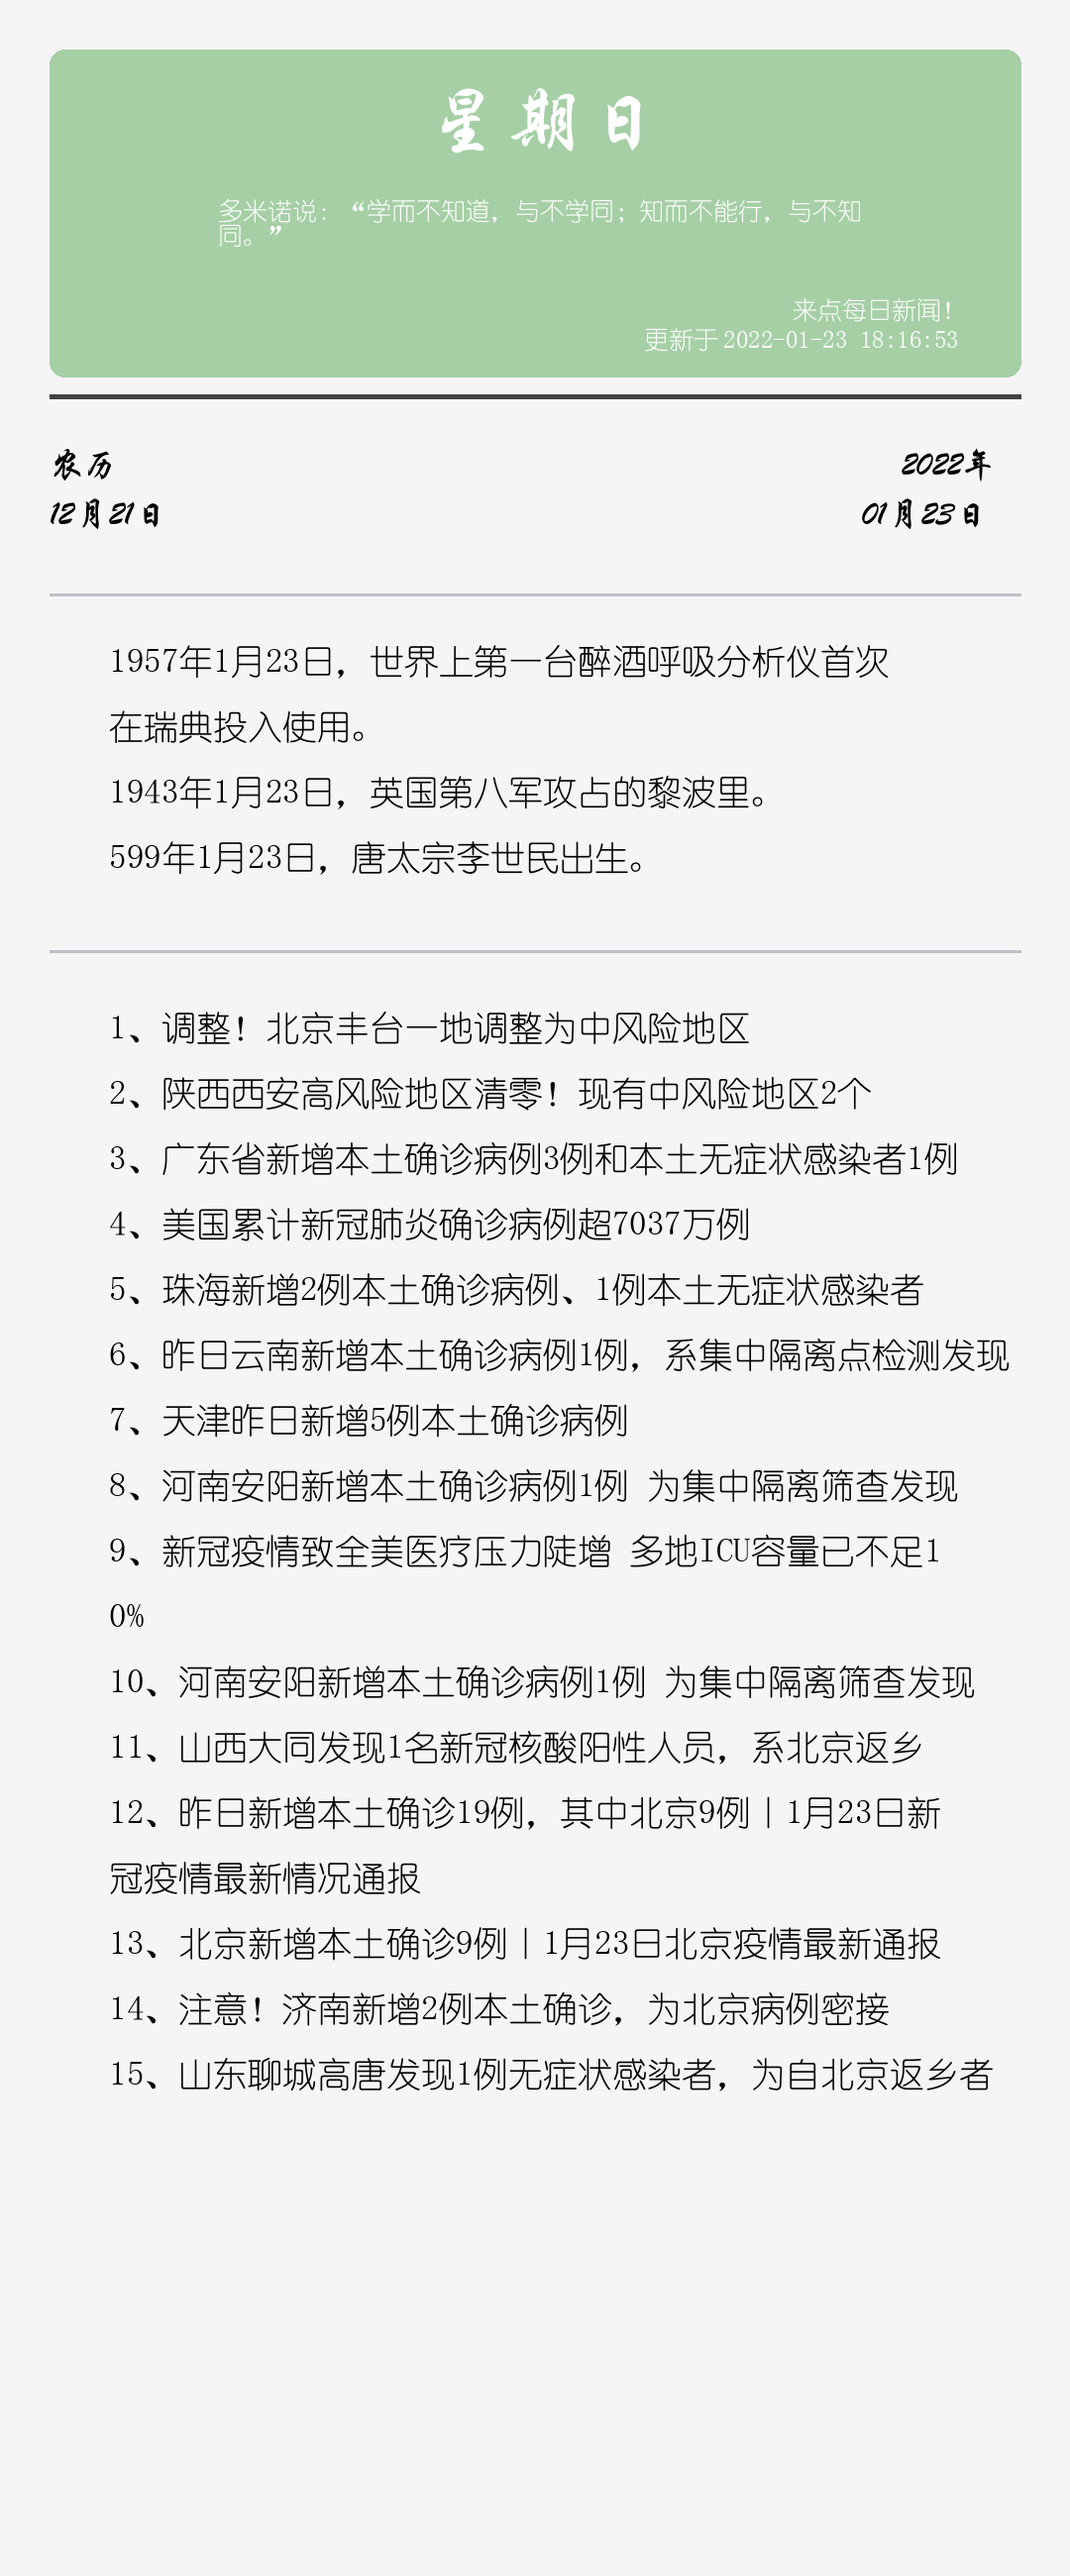 星期日
多米诺说：“学而不知道，与不学同；知而不能行，与不知
同。”
来点每日新闻！
更新于2022-01-23 18:16:53
农历
2022年
12月21日
01月23日
1957年1月23日，世界上第一台醉酒呼吸分析仪首次
在瑞典投入使用。
1943年1月23日，英国第八军攻占的黎波里。
599年1月23日，唐太宗李世民出生。
1、调整！北京丰台一地调整为中风险地区
2、陕西西安高风险地区清零！现有中风险地区2个
3、广东省新增本土确诊病例3例和本土无症状感染者1例
4、美国累计新冠肺炎确诊病例超7037万例
5、珠海新增2例本土确诊病例、1例本土无症状感染者
6、昨日云南新增本土确诊病例1例，系集中隔离点检测发现
7、天津昨日新增5例本土确诊病例
8、河南安阳新增本土确诊病例1例 为集中隔离筛查发现
9、新冠疫情致全美医疗压力陡增 多地ICU容量已不足1
0%
10、河南安阳新增本土确诊病例1例 为集中隔离筛查发现
11、山西大同发现1名新冠核酸阳性人员，系北京返乡
12、昨日新增本土确诊19例，其中北京9例丨1月23日新
冠疫情最新情况通报
13、北京新增本土确诊9例丨1月23日北京疫情最新通报
14、注意！济南新增2例本土确诊，为北京病例密接
15、山东聊城高唐发现1例无症状感染者，为自北京返乡者